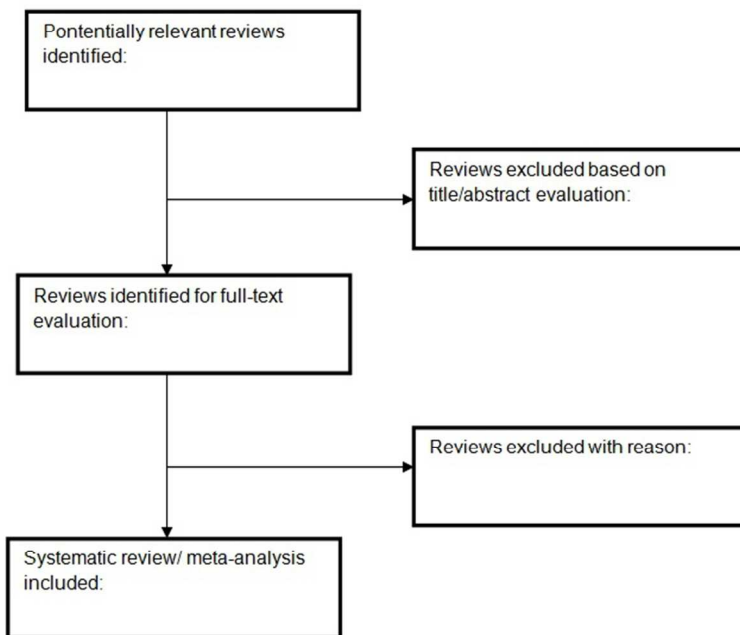 Pontentially relevant reviews
identified:
Reviews excluded based on
title/abstract evaluation:
Reviews identified for full-text
evaluation:
Reviews excluded with reason:
Systematic review/ meta-analysis
included: